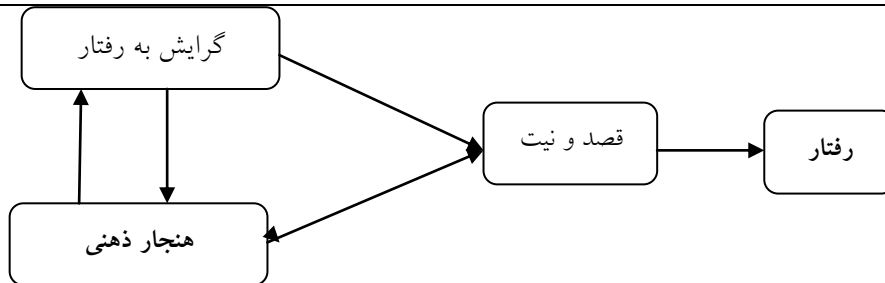 گرایش به رفتار
قصد و نیت
رفتار
هنجار ذهنی